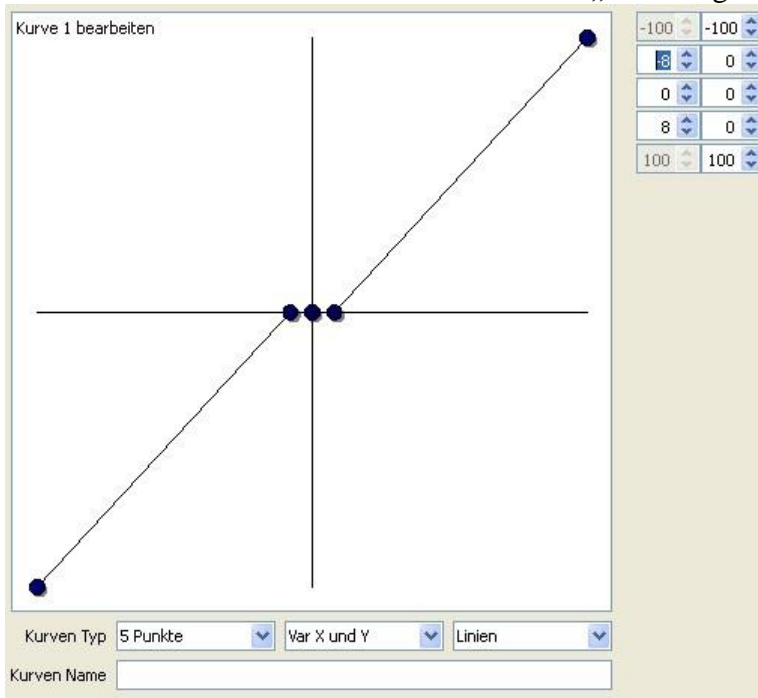 „
Kurve 1 bearbeiten
-100 -100
-8 0
0 0
8 0
100 100
Kurven Typ 5 Punkte Var X und Y Linien
Kurven Name